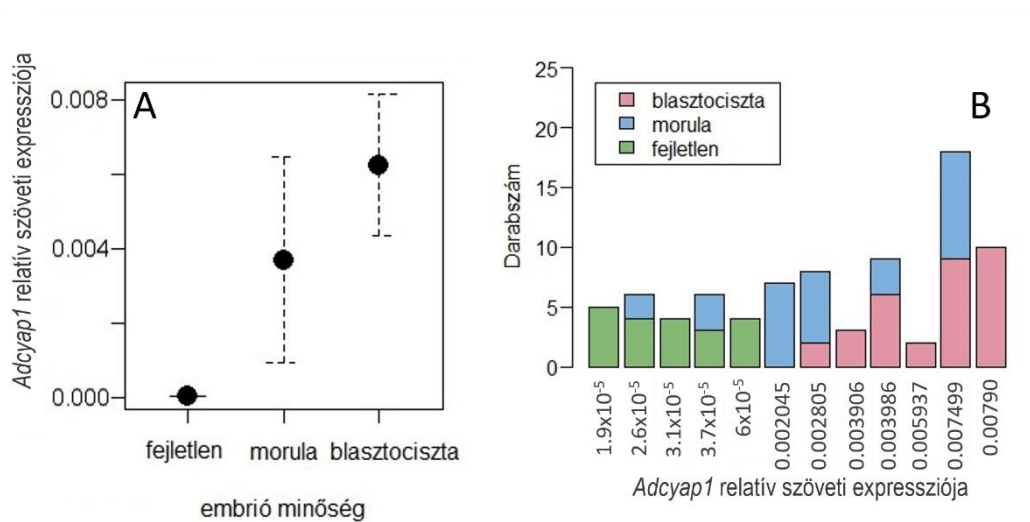 A
Adcyap1 relatív szöveti expressziója
0.008
0.004
0.000
fejletlen morula blasztociszta
embrió minőség
B
Darabszám
25
20
15
10
5
0
blasztociszta
morula
fejletlen
1.9x10⁻⁵
2.6x10⁻⁵
3.1x10⁻⁵
3.7x10⁻⁵
6x10⁻⁵
0.002045
0.002805
0.003906
0.003986
0.005937
0.007499
0.00790
Adcyap1 relatív szöveti expressziója